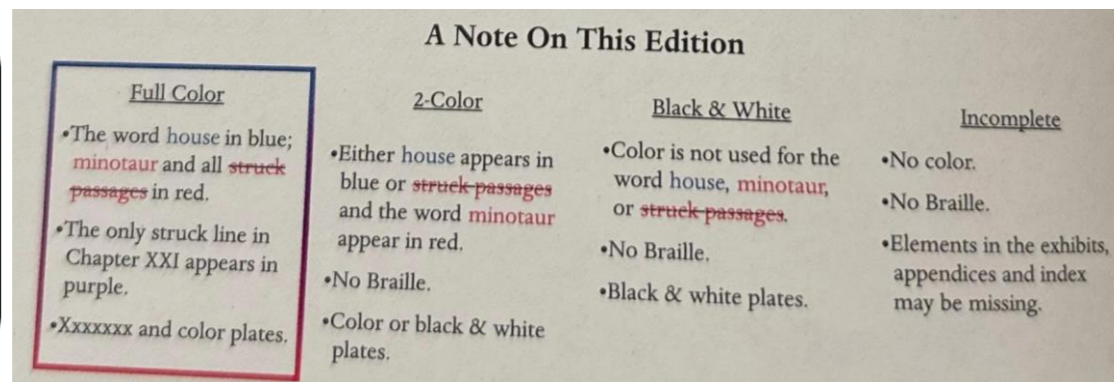 A Note On This Edition
Full Color
•The word house in blue;
minotaur and all struck
passages in red.
•The only struck line in
Chapter XXI appears in
purple.
•Xxxxxxx and color plates.
2-Color
•Either house appears in
blue or struck passages
and the word minotaur
appear in red.
•No Braille.
•Color or black & white
plates.
Black & White
•Color is not used for the
word house, minotaur,
or struck passages.
•No Braille.
•Black & white plates.
Incomplete
•No color.
•No Braille.
•Elements in the exhibits,
appendices and index
may be missing.